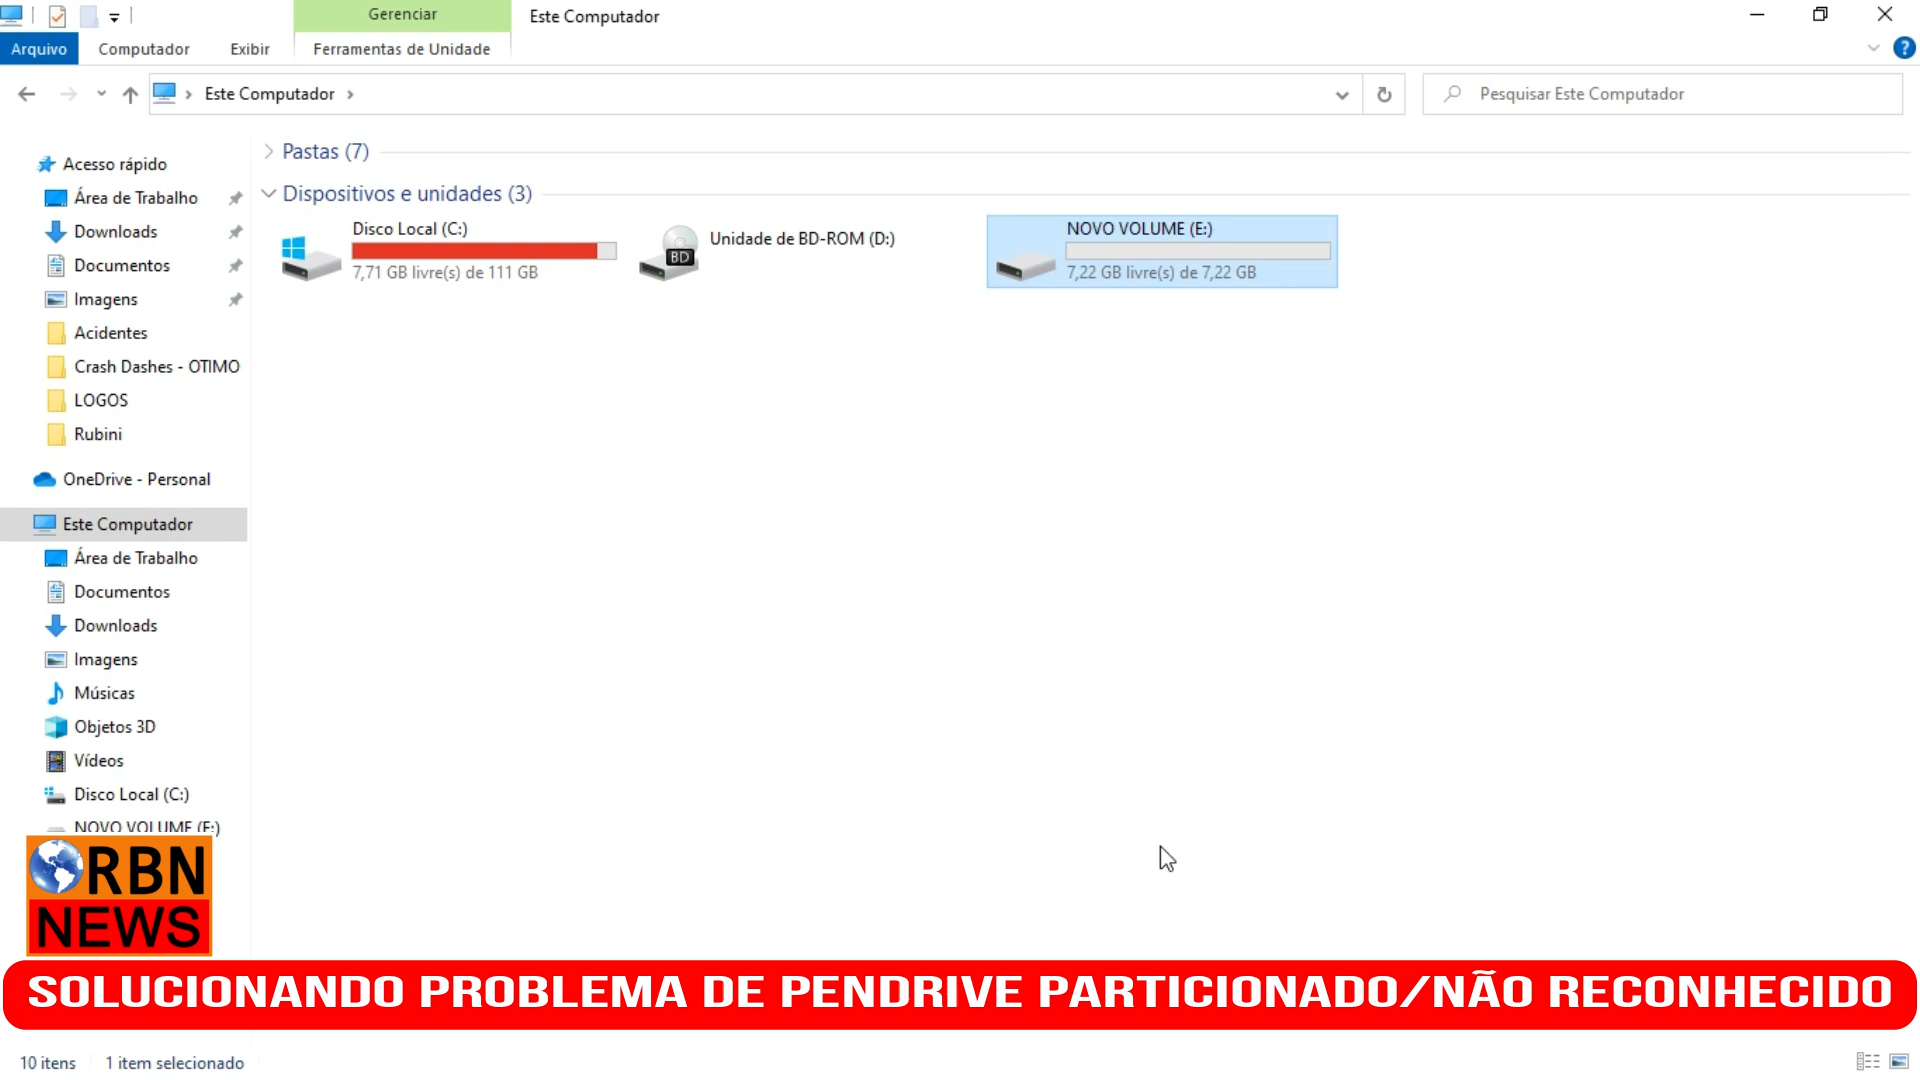 Gerenciar
Este Computador
Arquivo
Computador
Exibir
Ferramentas de Unidade
?
Este Computador
Pesquisar Este Computador
Acesso rápido
Área de Trabalho
Downloads
Documentos
Imagens
Acidentes
Crash Dashes - OTIMO
LOGOS
Rubini
OneDrive - Personal
Este Computador
Área de Trabalho
Documentos
Downloads
Imagens
Músicas
Objetos 3D
Vídeos
Disco Local (C:)
NOVO VOLUME (E:)
Pastas (7)
Dispositivos e unidades (3)
Disco Local (C:)
7,71 GB livre(s) de 111 GB
BD
Unidade de BD-ROM (D:)
NOVO VOLUME (E:)
7,22 GB livre(s) de 7,22 GB
RBN
NEWS
SOLUCIONANDO PROBLEMA DE PENDRIVE PARTICIONADO/NÃO RECONHECIDO
10 itens
1 item selecionado